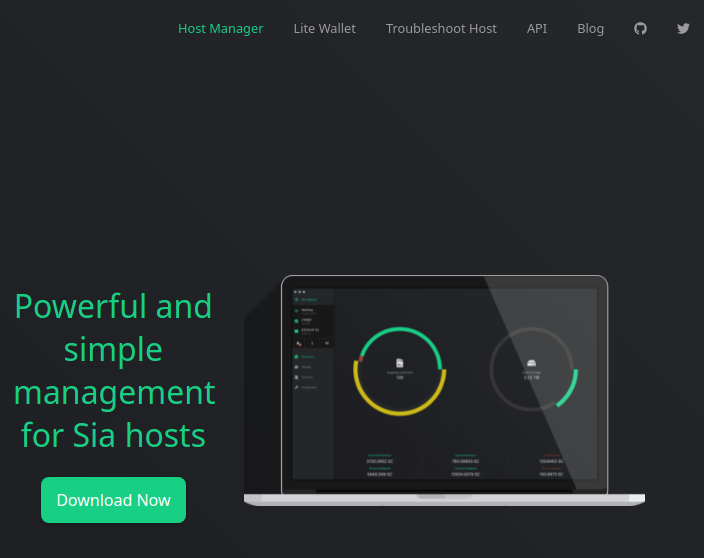 Host Manager Lite Wallet Troubleshoot Host API Blog
Powerful and
simple
management
for Sia hosts
Download Now